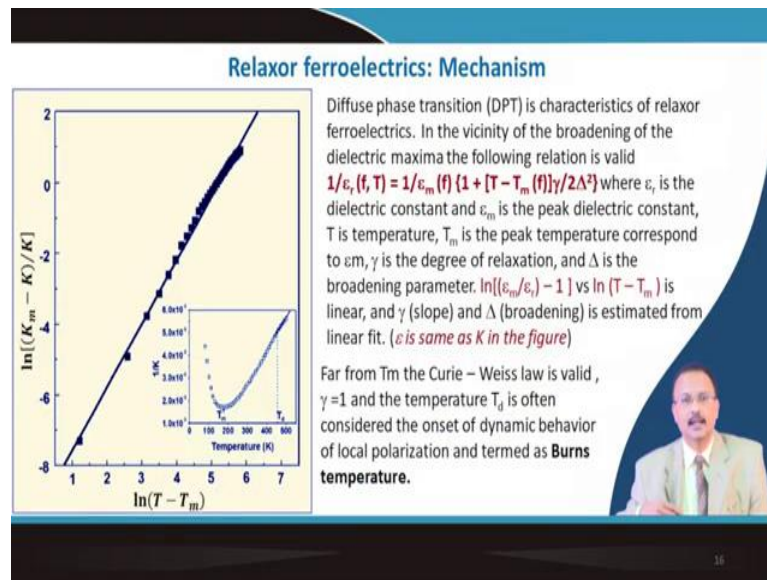 Relaxor ferroelectrics: Mechanism
Diffuse phase transition (DPT) is characteristics of relaxor
ferroelectrics. In the vicinity of the broadening of the
dielectric maxima the following relation is valid
1/εr (f, T) = 1/εm (f) {1 + [T – Tm (f)]γ/2Δ²} where εr is the
dielectric constant and εm is the peak dielectric constant,
T is temperature, Tm is the peak temperature correspond
to εm, γ is the degree of relaxation, and Δ is the
broadening parameter. ln[(εm/εr) – 1 ] vs ln (T – Tm ) is
linear, and γ (slope) and Δ (broadening) is estimated from
linear fit. (ε is same as K in the figure)
Far from Tm the Curie – Weiss law is valid ,
γ =1 and the temperature Td is often
considered the onset of dynamic behavior
of local polarization and termed as Burns
temperature.
2
0
-2
-4
-6
-8
ln[(Km – K)/K]
1 2 3 4 5 6 7
ln(T – Tm)
1/K
Tm
Td
0 100 200 300 400 500
Temperature (K)
16